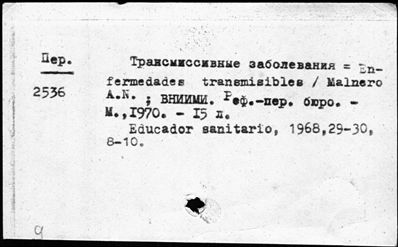 Пер.
2536
Трансмиссивные заболевания = En-
fermedades transmisibles / Malnero
A.N. ; ВНИИМИ. Реф.-пер. бюро. -
М.,1970. - 15 л.
Educador sanitario, 1968,29-30,
8-10.
9